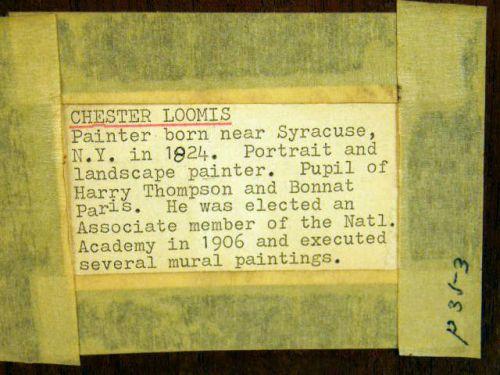 CHESTER LOOMIS
Painter born near Syracuse,
N.Y. in 1824. Portrait and
landscape painter. Pupil of
Harry Thompson and Bonnat
Paris. He was elected an
Associate member of the Natl.
Academy in 1906 and executed
several mural paintings.
p 35-3